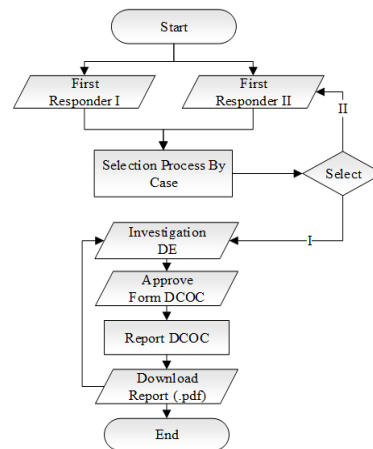 Start
First
Responder I
First
Responder II
II
Selection Process By
Case
Select
I
Investigation
DE
Approve
Form DCOC
Report DCOC
Download
Report (.pdf)
End